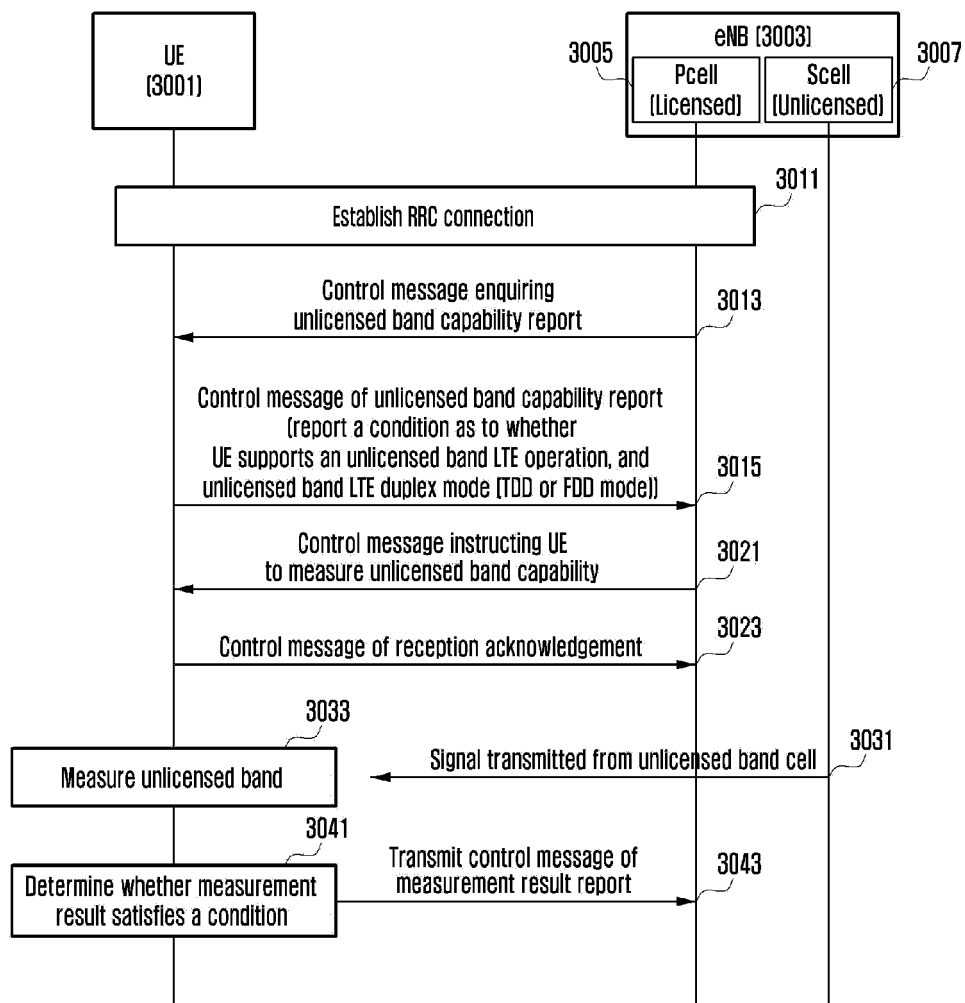 UE
(3001)
eNB (3003)
3005
Pcell
(Licensed)
Scell
(Unlicensed)
3007
3011
Establish RRC connection
Control message enquiring
unlicensed band capability report
3013
Control message of unlicensed band capability report
(report a condition as to whether
UE supports an unlicensed band LTE operation, and
unlicensed band LTE duplex mode (TDD or FDD mode))
3015
Control message instructing UE
to measure unlicensed band capability
3021
Control message of reception acknowledgement
3023
3033
Measure unlicensed band
Signal transmitted from unlicensed band cell
3031
3041
Determine whether measurement
result satisfies a condition
Transmit control message of
measurement result report
3043